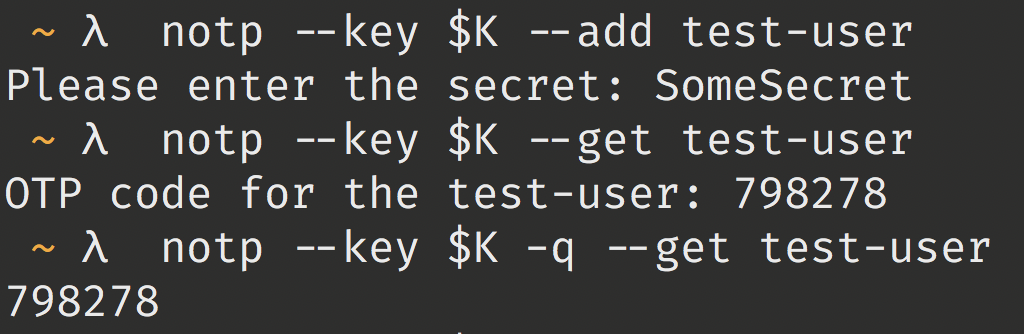 ~ λ notp --key $K --add test-user
Please enter the secret: SomeSecret
~ λ notp --key $K --get test-user
OTP code for the test-user: 798278
~ λ notp --key $K -q --get test-user
798278